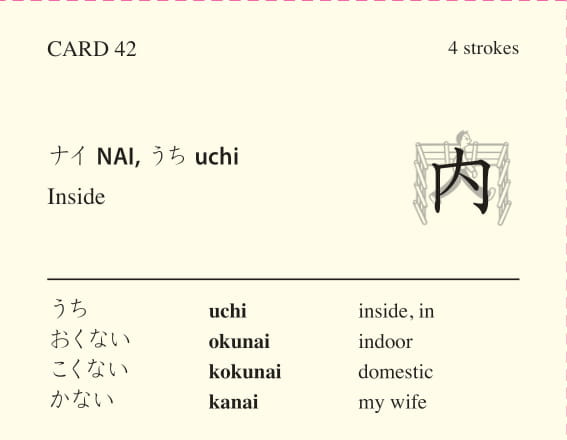 CARD 42 4 strokes
ナイ NAI, うち uchi
Inside
内
うち uchi inside, in
おくない okunai indoor
こくない kokunai domestic
かない kanai my wife